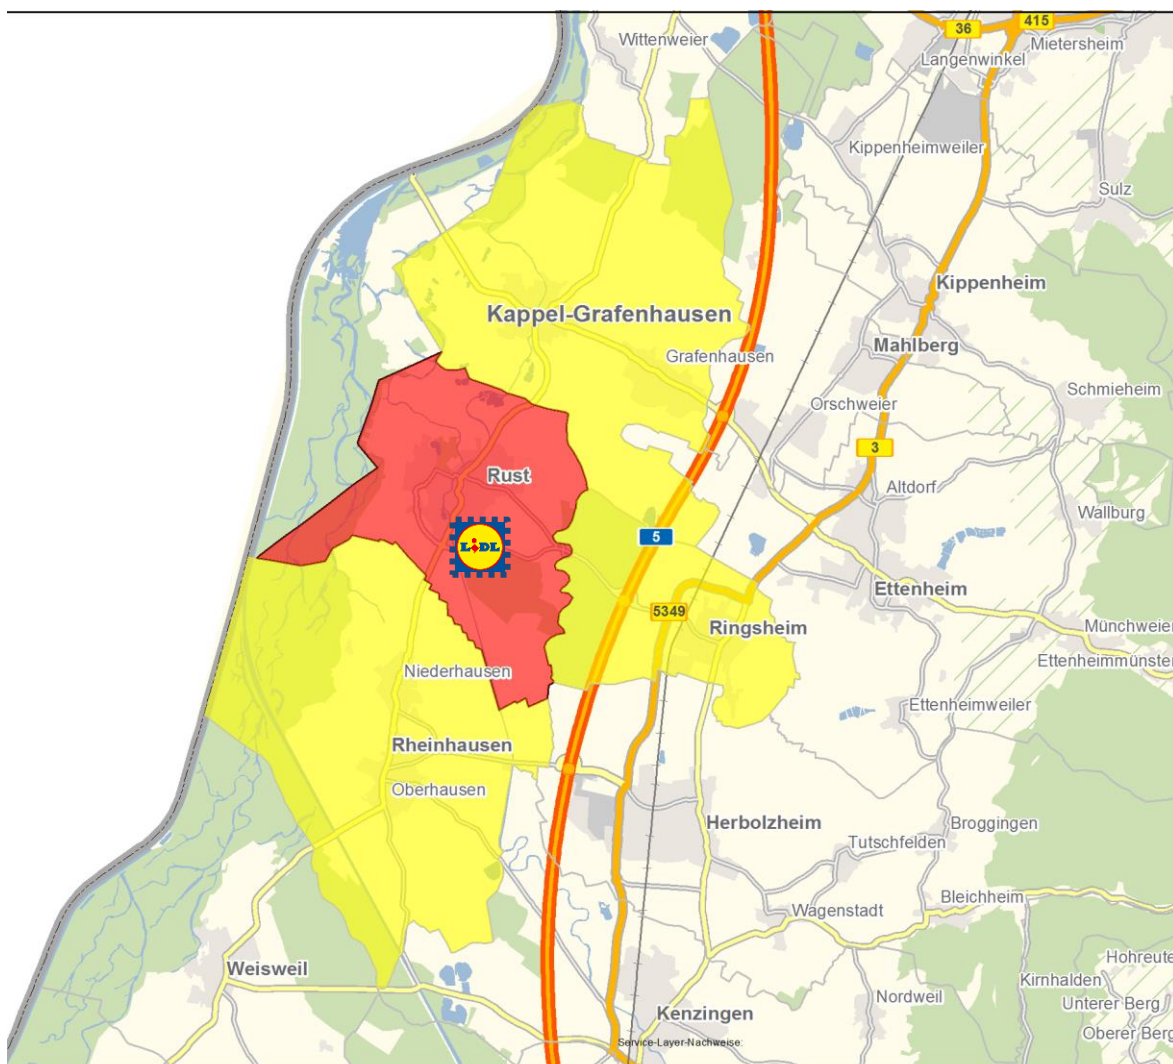 36
415
Wittenweier
Mietersheim
Langenwinkel
Kippenheimweiler
Sulz
Kippenheim
Kappel-Grafenhausen
Mahlberg
Grafenhausen
Schmieheim
Orschweier
3
Rust
Altdorf
Wallburg
LIDL
5
Ettenheim
5349
Ringsheim
Münchweier
Ettenheimmünster
Niederhausen
Ettenheimweiler
Rheinhausen
Oberhausen
Herbolzheim
Broggingen
Tutschfelden
Bleichheim
Wagenstadt
Weisweil
Hohreute
Kirnhalden
Nordweil
Unterer Berg
Kenzingen
Oberer Berg
Service-Layer-Nachweise: